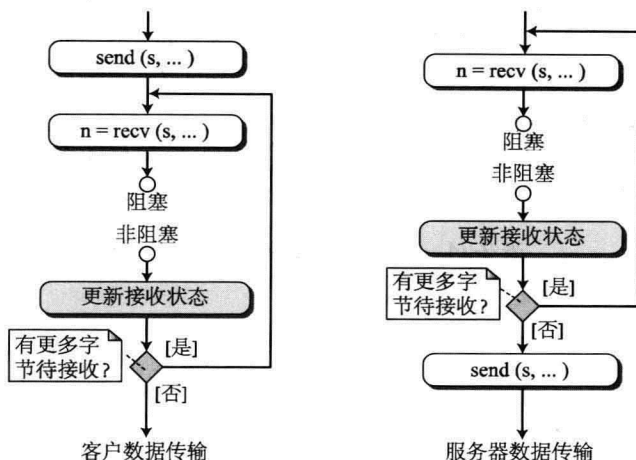 send (s, ... )
n = recv (s, ... )
阻塞
非阻塞
更新接收状态
有更多字
节待接收?
[是]
[否]
客户数据传输
n = recv (s, ... )
阻塞
非阻塞
更新接收状态
有更多字
节待接收?
[是]
[否]
send (s, ... )
服务器数据传输